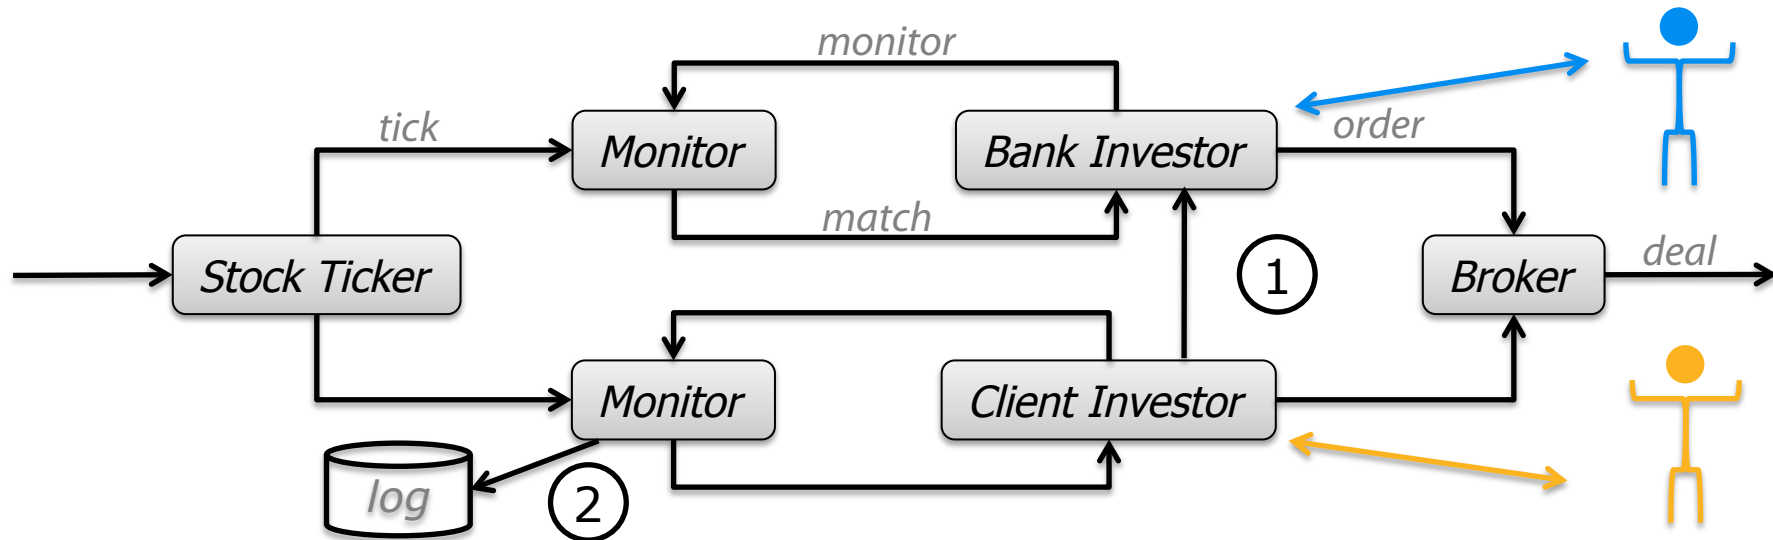 monitor
tick
Monitor
Bank Investor
order
match
Stock Ticker
1
Broker
deal
Monitor
Client Investor
log
2